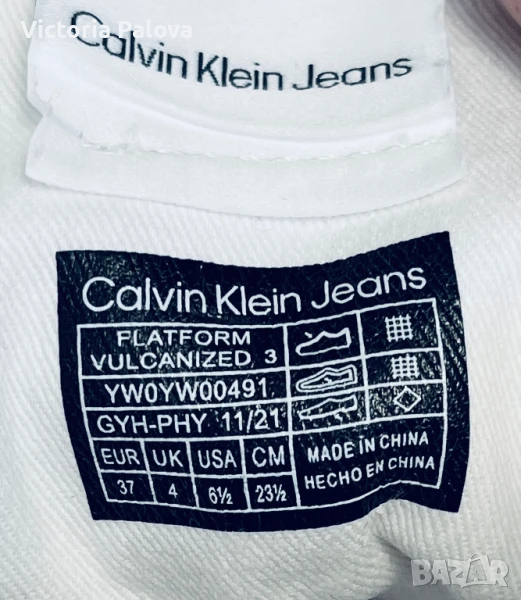 Victoria Palova
Calvin Klein Jeans
Calvin Klein Jeans
PLATFORM
VULCANIZED 3
YW0YW00491
GYH-PHY 11/21
EUR UK USA CM
37 4 6½ 23½
MADE IN CHINA
HECHO EN CHINA
BAZAR